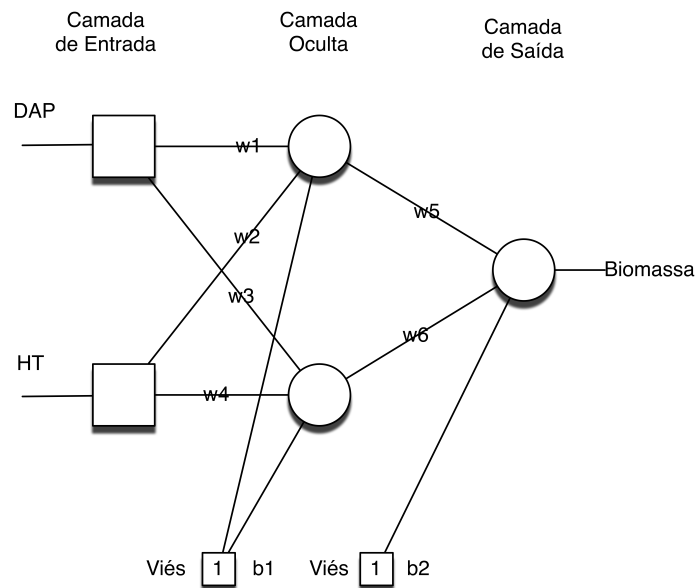 Camada
de Entrada
Camada
Oculta
Camada
de Saída
DAP
w1
w5
w2
Biomassa
w3
w6
HT
w4
Viés 1 b1
Viés 1 b2